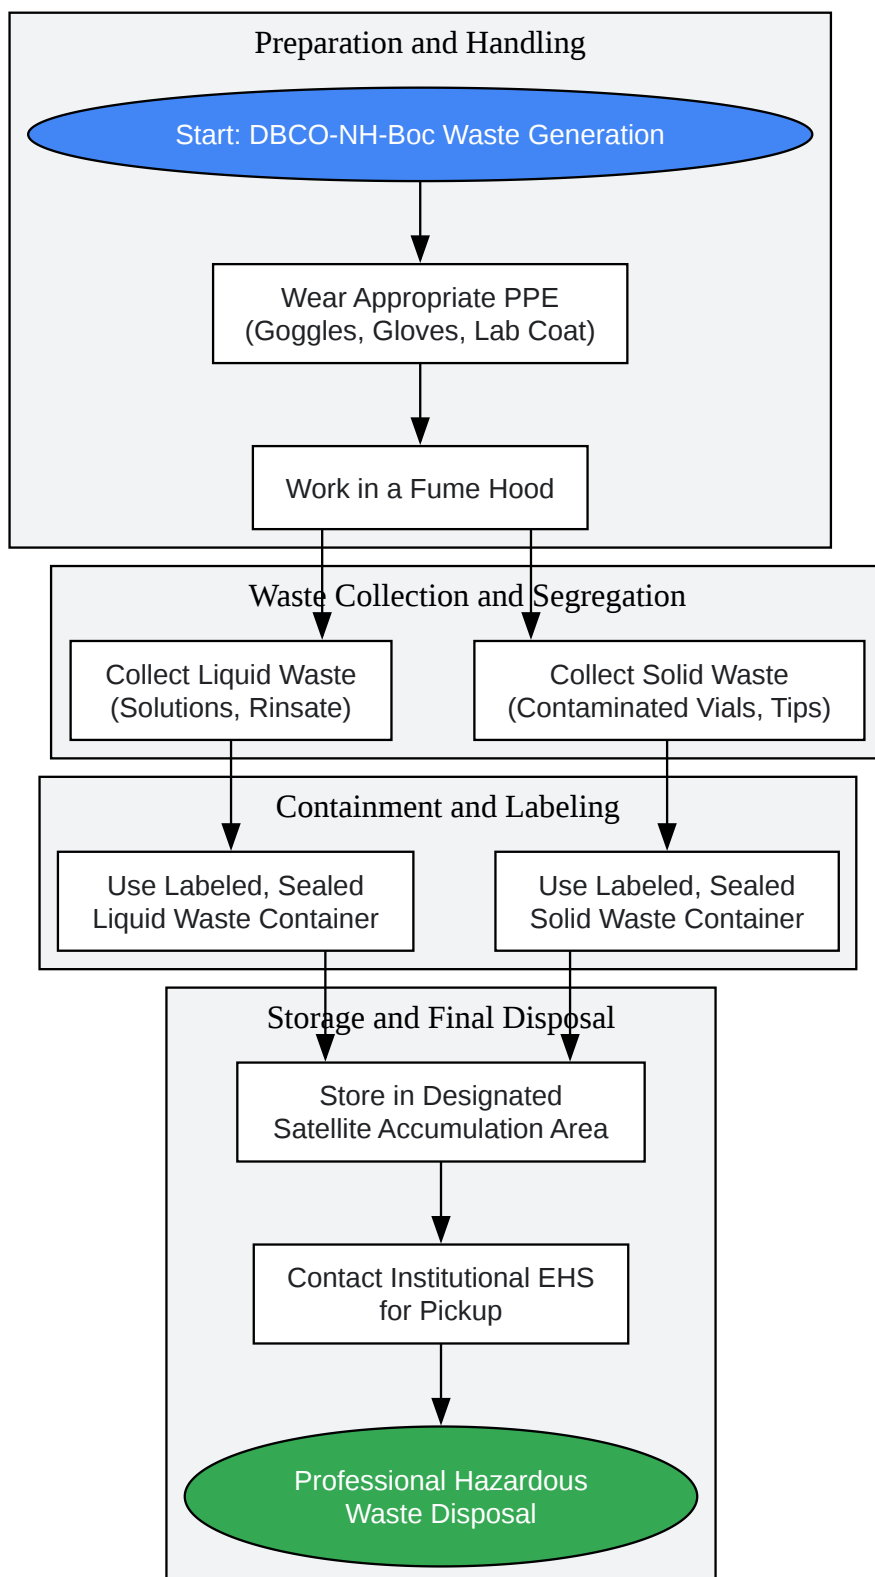 Preparation and Handling
Start: DBCO-NH-Boc Waste Generation
Wear Appropriate PPE
(Goggles, Gloves, Lab Coat)
Work in a Fume Hood
Waste Collection and Segregation
Collect Liquid Waste
(Solutions, Rinsate)
Collect Solid Waste
(Contaminated Vials, Tips)
Containment and Labeling
Use Labeled, Sealed
Liquid Waste Container
Use Labeled, Sealed
Solid Waste Container
Storage and Final Disposal
Store in Designated
Satellite Accumulation Area
Contact Institutional EHS
for Pickup
Professional Hazardous
Waste Disposal